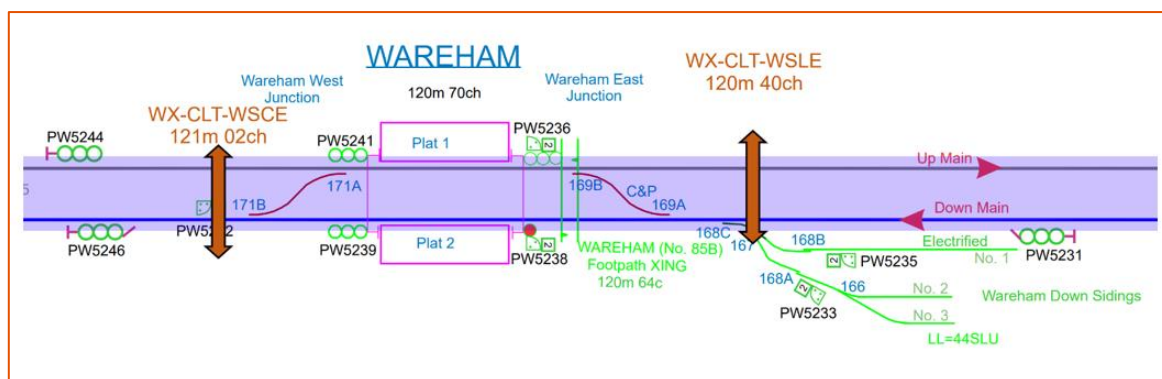 WAREHAM
120m 70ch
Wareham West
Junction
Wareham East
Junction
WX-CLT-WSLE
120m 40ch
WX-CLT-WSCE
121m 02ch
PW5244
PW5241
Plat 1
PW5236
2
Up Main
171A
169B
C&P
169A
171B
Down Main
PW5246
PW5239
Plat 2
PW5238
2
168C
167
168B
Electrified
No. 1
PW5231
2
PW5235
WAREHAM (No. 85B)
Footpath XING
120m 64c
168A
2
PW5233
166
No. 2
No. 3
Wareham Down Sidings
LL=44SLU